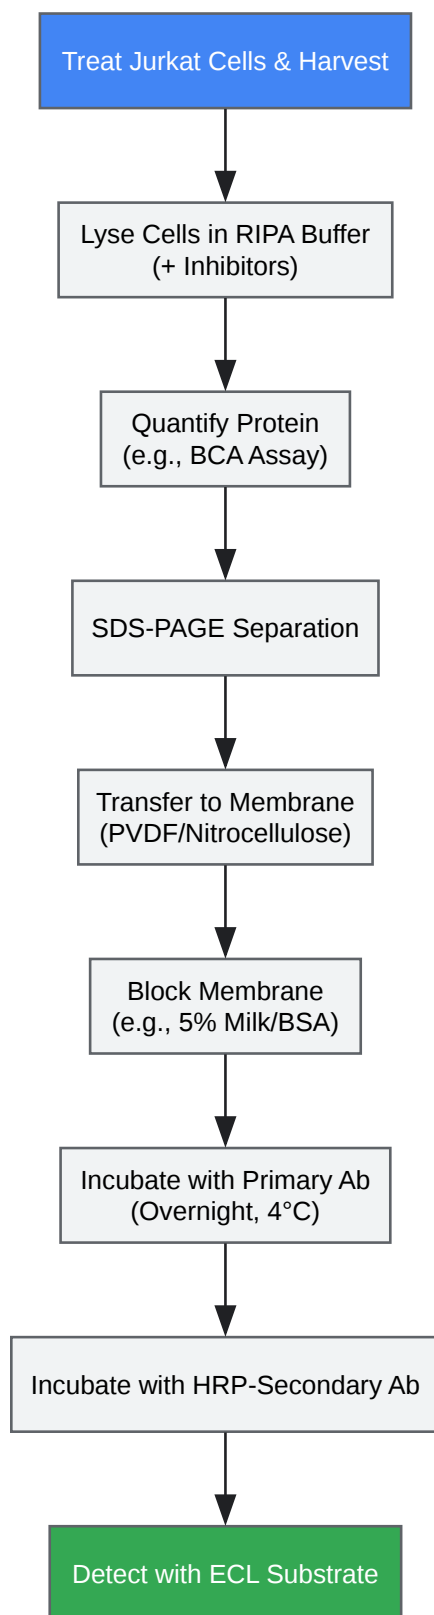 Treat Jurkat Cells & Harvest
Lyse Cells in RIPA Buffer
(+ Inhibitors)
Quantify Protein
(e.g., BCA Assay)
SDS-PAGE Separation
Transfer to Membrane
(PVDF/Nitrocellulose)
Block Membrane
(e.g., 5% Milk/BSA)
Incubate with Primary Ab
(Overnight, 4°C)
Incubate with HRP-Secondary Ab
Detect with ECL Substrate